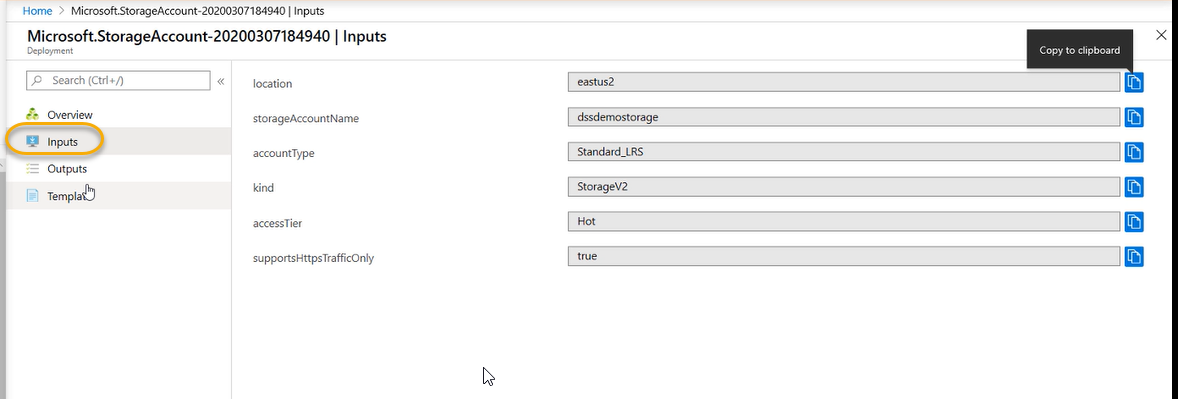 Home > Microsoft.StorageAccount-20200307184940 | Inputs
Microsoft.StorageAccount-20200307184940 | Inputs
Deployment
Copy to clipboard
Search (Ctrl+/)
Overview
Inputs
Outputs
location eastus2
storageAccountName dssdemostorage
accountType Standard_LRS
kind StorageV2
accessTier Hot
supportsHttpsTrafficOnly true